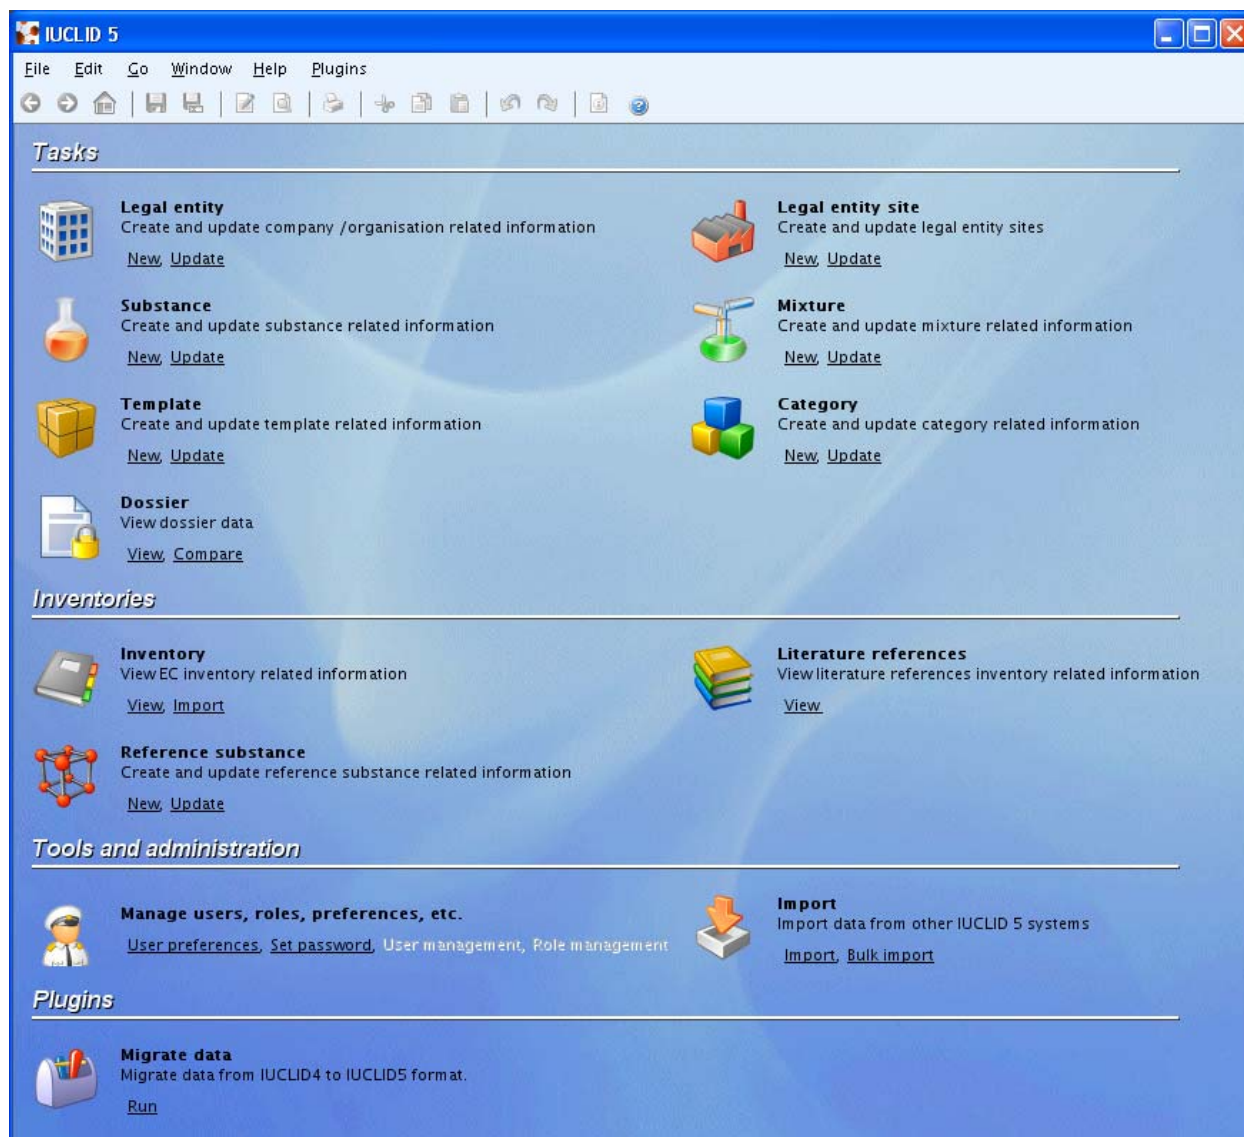 IUCLID 5
File Edit Go Window Help Plugins
Tasks
Legal entity
Create and update company /organisation related information
New, Update
Legal entity site
Create and update legal entity sites
New, Update
Substance
Create and update substance related information
New, Update
Mixture
Create and update mixture related information
New, Update
Template
Create and update template related information
New, Update
Category
Create and update category related information
New, Update
Dossier
View dossier data
View, Compare
Inventories
Inventory
View EC inventory related information
View, Import
Literature references
View literature references inventory related information
View
Reference substance
Create and update reference substance related information
New, Update
Tools and administration
Manage users, roles, preferences, etc.
User preferences, Set password, User management, Role management
Import
Import data from other IUCLID 5 systems
Import, Bulk import
Plugins
Migrate data
Migrate data from IUCLID4 to IUCLID5 format.
Run